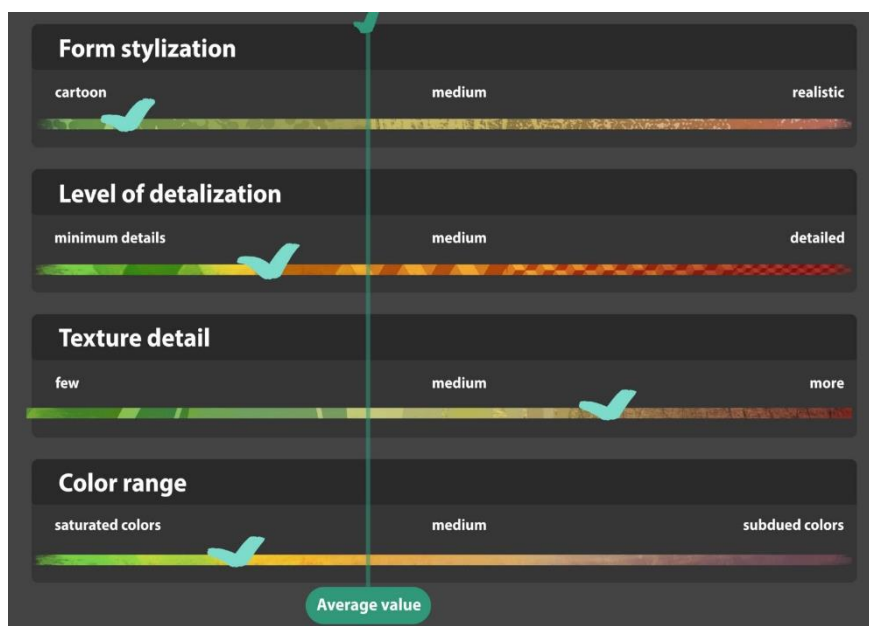 Form stylization
cartoon medium realistic
Level of detalization
minimum details medium detailed
Texture detail
few medium more
Color range
saturated colors medium subdued colors
Average value